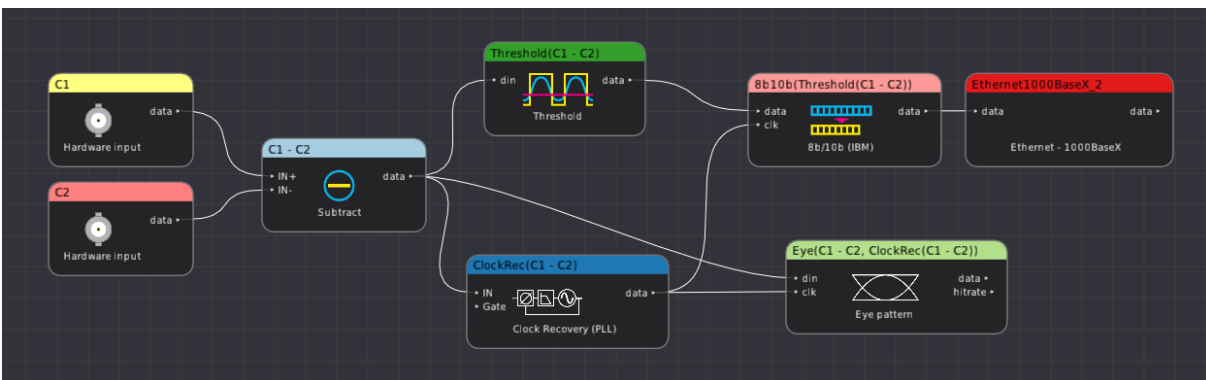 C1
data
Hardware input
C2
data
Hardware input
C1 - C2
IN+
IN-
data
Subtract
Threshold(C1 - C2)
din
data
Threshold
ClockRec(C1 - C2)
IN
Gate
data
Clock Recovery (PLL)
8b10b(Threshold(C1 - C2))
data
clk
data
8b/10b (IBM)
Ethernet1000BaseX_2
data
data
Ethernet - 1000BaseX
Eye(C1 - C2, ClockRec(C1 - C2))
din
clk
data
hitrate
Eye pattern